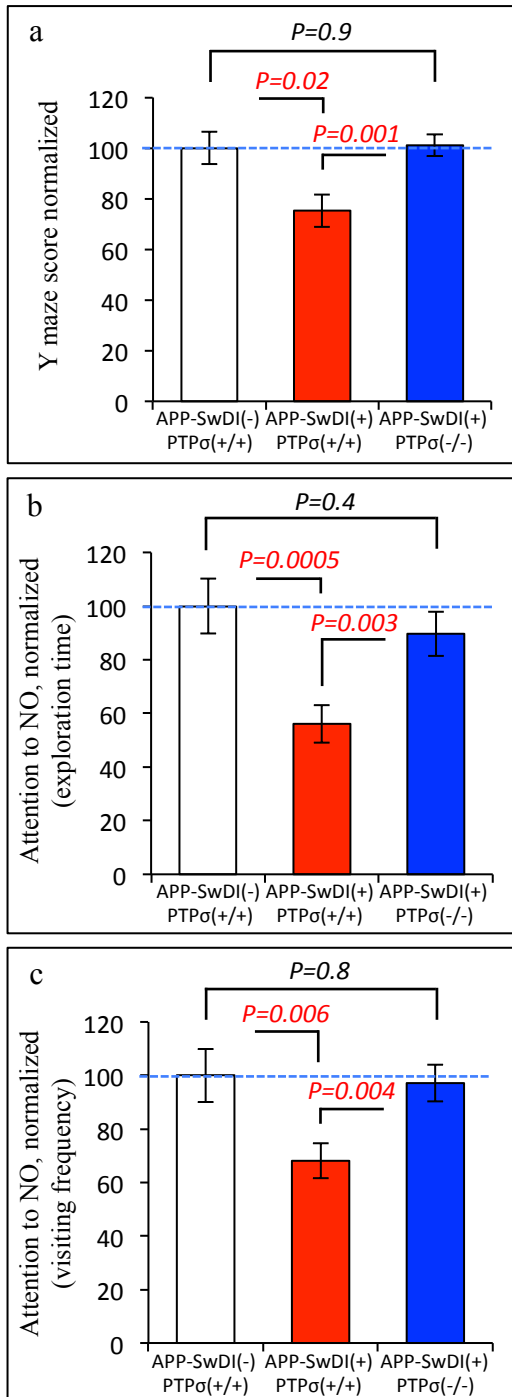 a
P=0.9
P=0.02
P=0.001
Y maze score normalized
120
100
80
60
40
20
0
APP-SwDI(-) APP-SwDI(+) APP-SwDI(+)
PTPσ(+/+) PTPσ(+/+) PTPσ(-/-)
b
P=0.4
P=0.0005
P=0.003
Attention to NO, normalized
(exploration time)
120
100
80
60
40
20
0
APP-SwDI(-) APP-SwDI(+) APP-SwDI(+)
PTPσ(+/+) PTPσ(+/+) PTPσ(-/-)
c
P=0.8
P=0.006
P=0.004
Attention to NO, normalized
(visiting frequency)
120
100
80
60
40
20
0
APP-SwDI(-) APP-SwDI(+) APP-SwDI(+)
PTPσ(+/+) PTPσ(+/+) PTPσ(-/-)